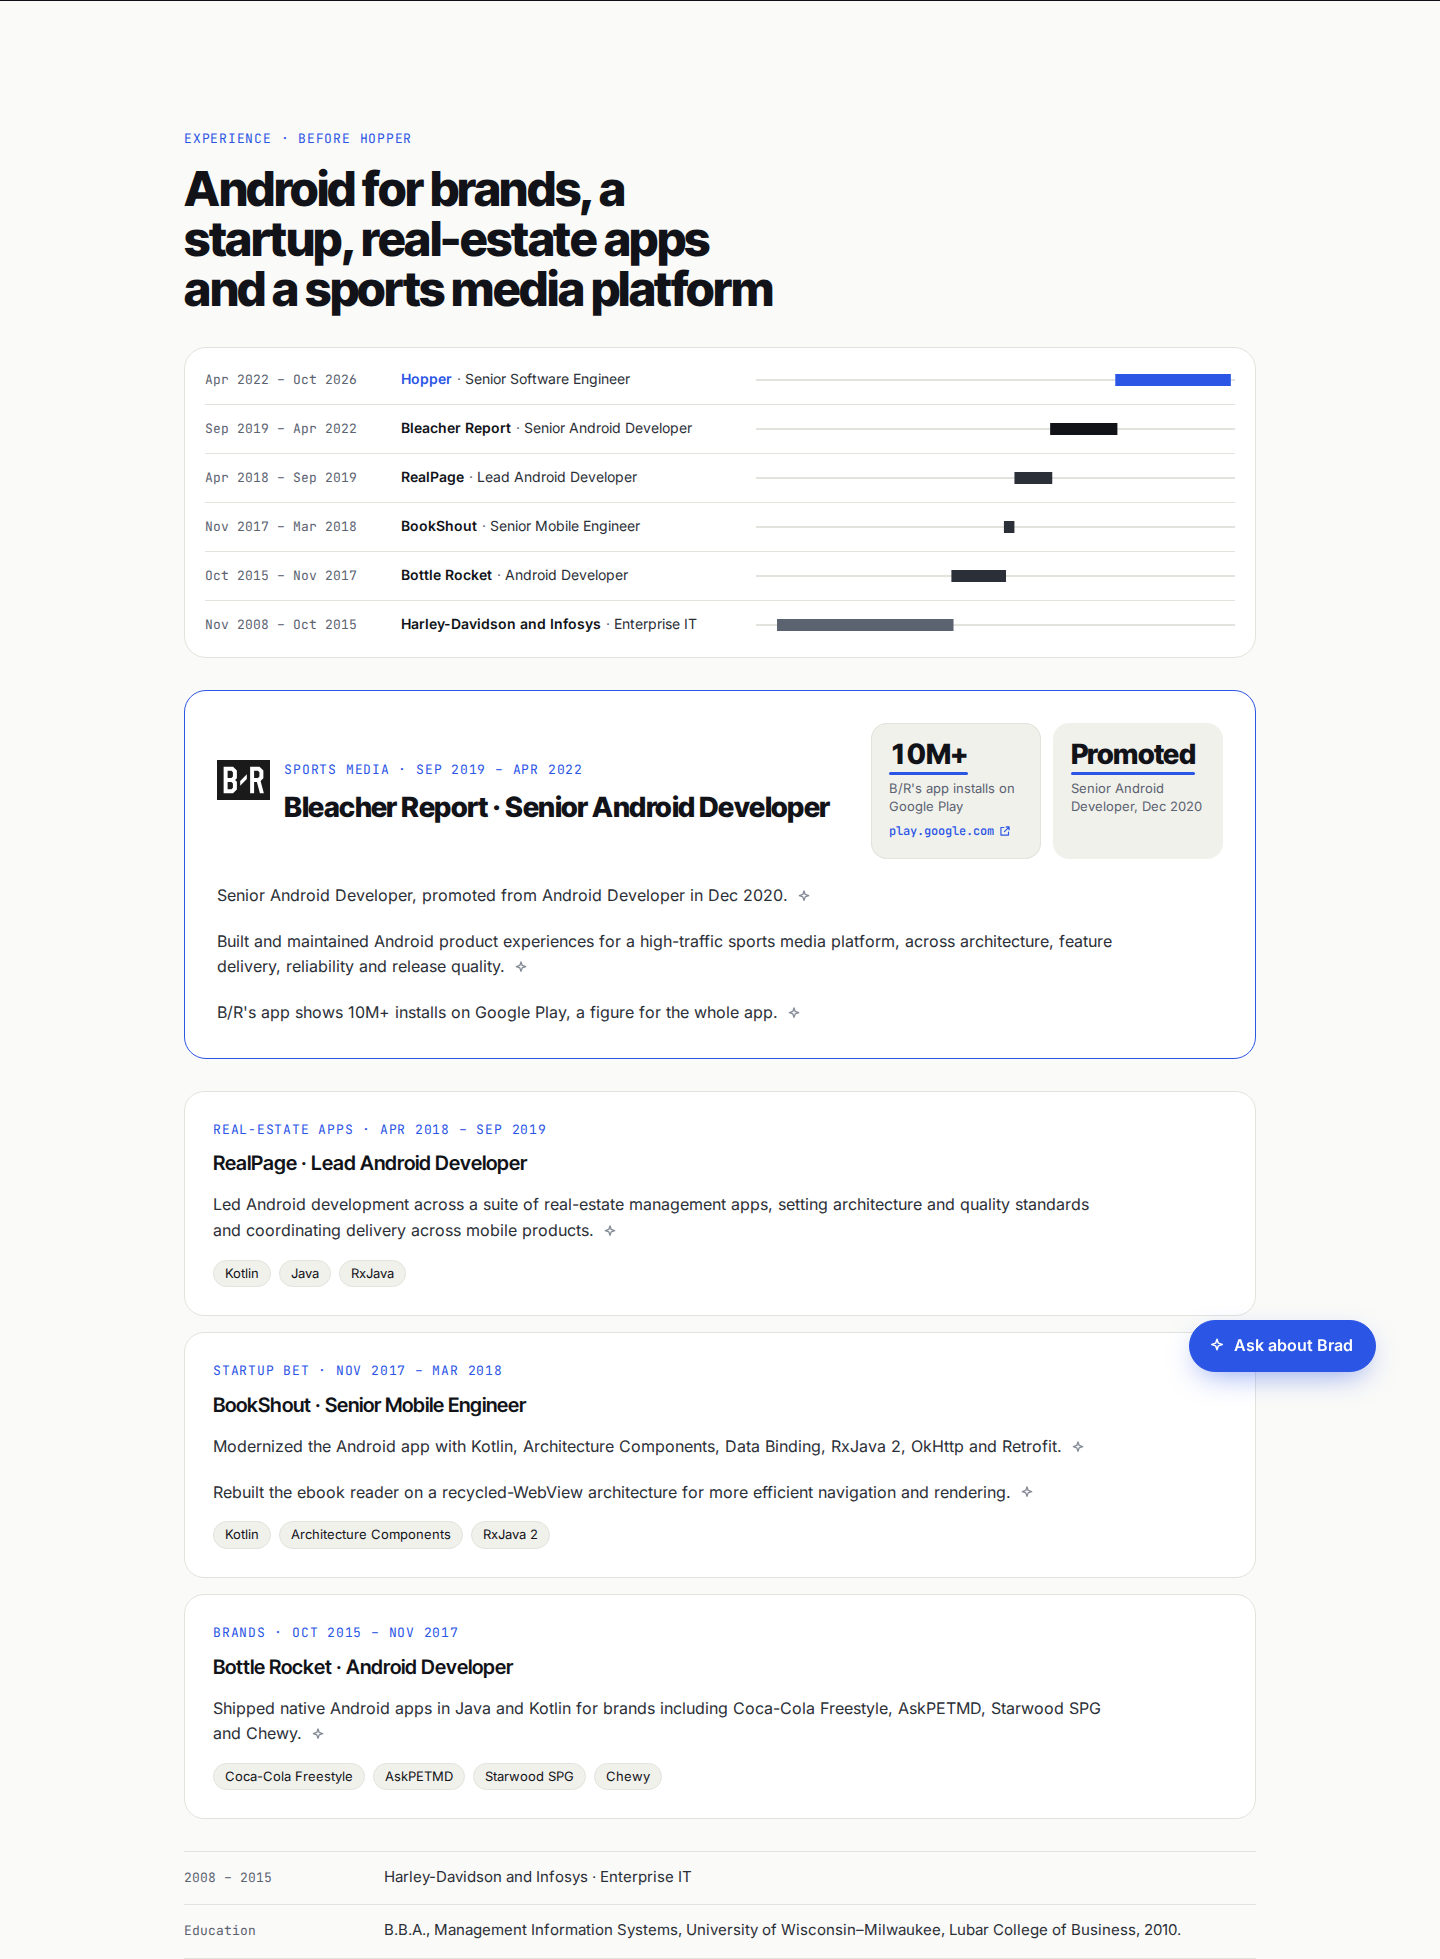 EXPERIENCE · BEFORE HOPPER
Android for brands, a
startup, real-estate apps
and a sports media platform
Apr 2022 – Oct 2026 Hopper · Senior Software Engineer
Sep 2019 – Apr 2022 Bleacher Report · Senior Android Developer
Apr 2018 – Sep 2019 RealPage · Lead Android Developer
Nov 2017 – Mar 2018 BookShout · Senior Mobile Engineer
Oct 2015 – Nov 2017 Bottle Rocket · Android Developer
Nov 2008 – Oct 2015 Harley-Davidson and Infosys · Enterprise IT
B/R
SPORTS MEDIA · SEP 2019 – APR 2022
Bleacher Report · Senior Android Developer
10M+
B/R's app installs on
Google Play
play.google.com
Promoted
Senior Android
Developer, Dec 2020
Senior Android Developer, promoted from Android Developer in Dec 2020.
Built and maintained Android product experiences for a high-traffic sports media platform, across architecture, feature
delivery, reliability and release quality.
B/R's app shows 10M+ installs on Google Play, a figure for the whole app.
REAL-ESTATE APPS · APR 2018 – SEP 2019
RealPage · Lead Android Developer
Led Android development across a suite of real-estate management apps, setting architecture and quality standards
and coordinating delivery across mobile products.
Kotlin Java RxJava
Ask about Brad
STARTUP BET · NOV 2017 – MAR 2018
BookShout · Senior Mobile Engineer
Modernized the Android app with Kotlin, Architecture Components, Data Binding, RxJava 2, OkHttp and Retrofit.
Rebuilt the ebook reader on a recycled-WebView architecture for more efficient navigation and rendering.
Kotlin Architecture Components RxJava 2
BRANDS · OCT 2015 – NOV 2017
Bottle Rocket · Android Developer
Shipped native Android apps in Java and Kotlin for brands including Coca-Cola Freestyle, AskPETMD, Starwood SPG
and Chewy.
Coca-Cola Freestyle AskPETMD Starwood SPG Chewy
2008 – 2015 Harley-Davidson and Infosys · Enterprise IT
Education B.B.A., Management Information Systems, University of Wisconsin–Milwaukee, Lubar College of Business, 2010.